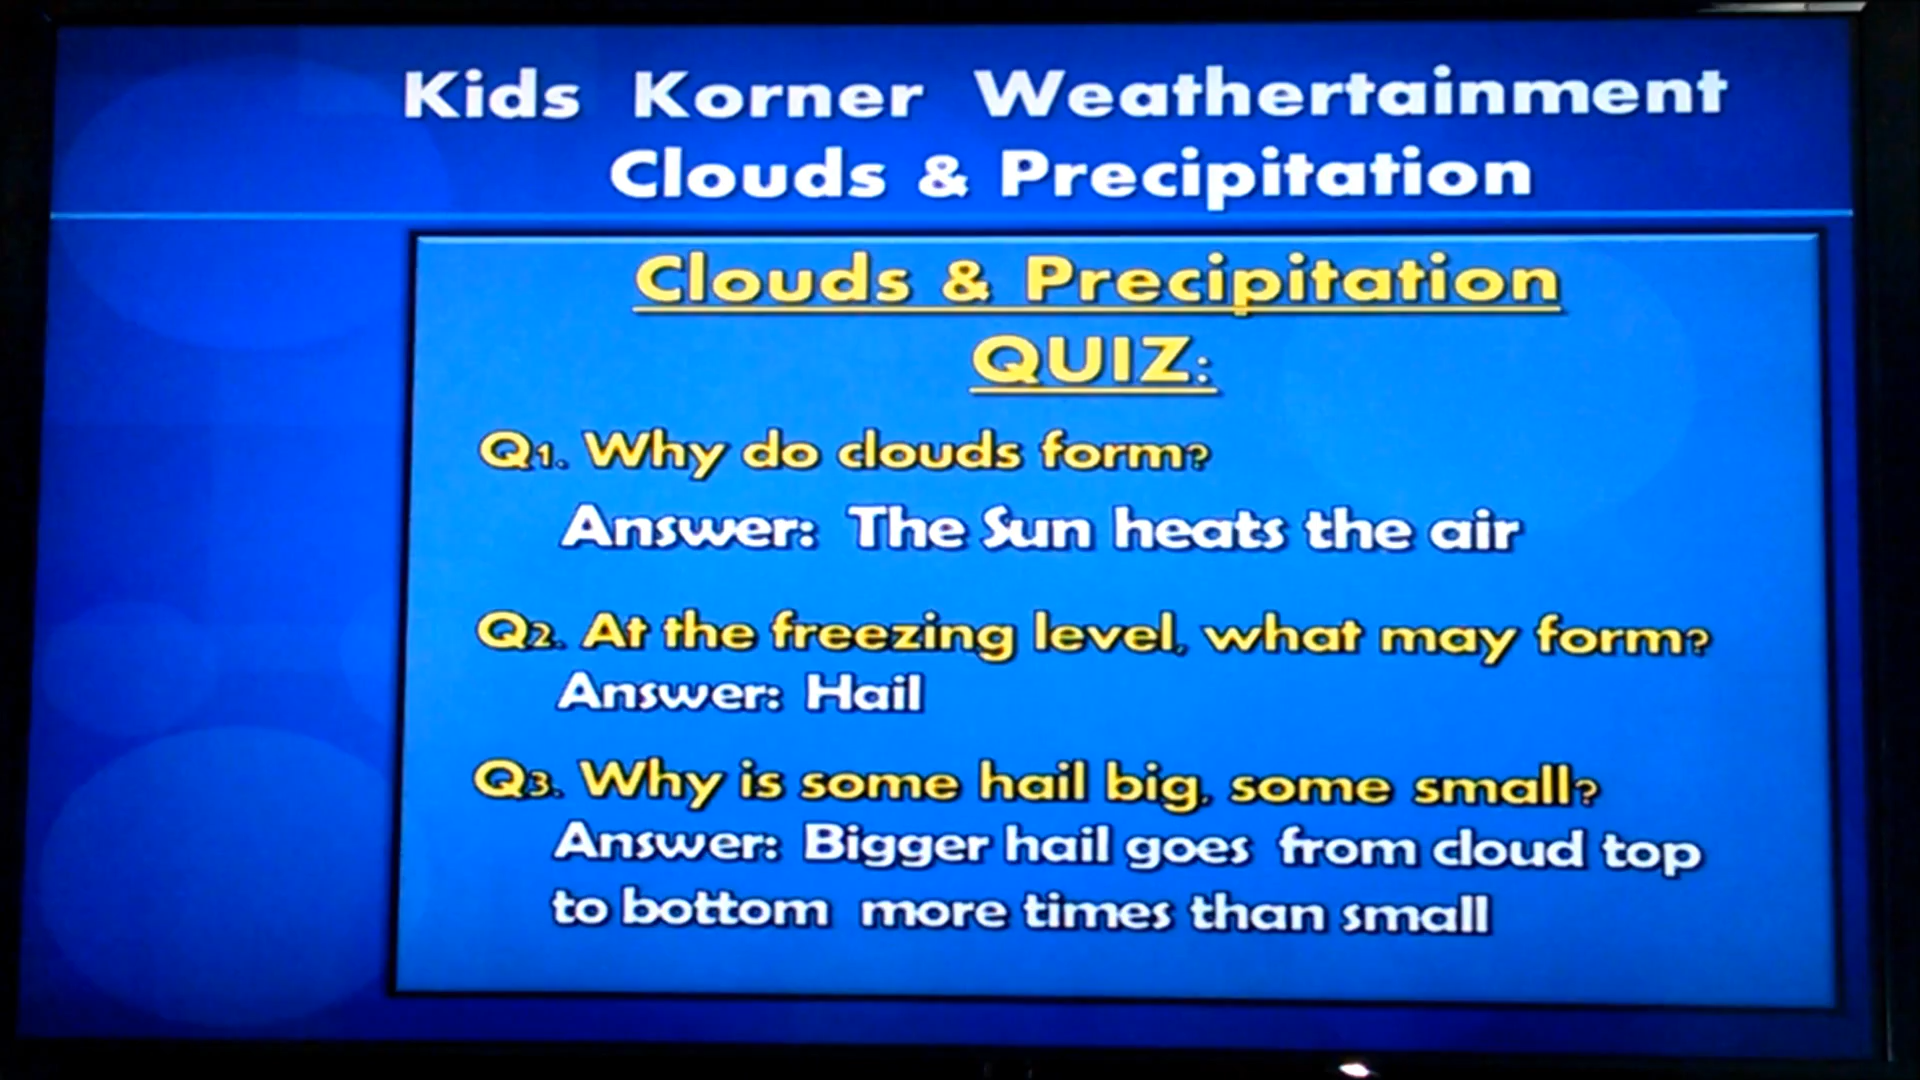 Kids Korner Weathertainment
Clouds & Precipitation
Clouds & Precipitation
QUIZ:
Q1. Why do clouds form?
Answer: The Sun heats the air
Q2. At the freezing level, what may form?
Answer: Hail
Q3. Why is some hail big, some small?
Answer: Bigger hail goes from cloud top
to bottom more times than small